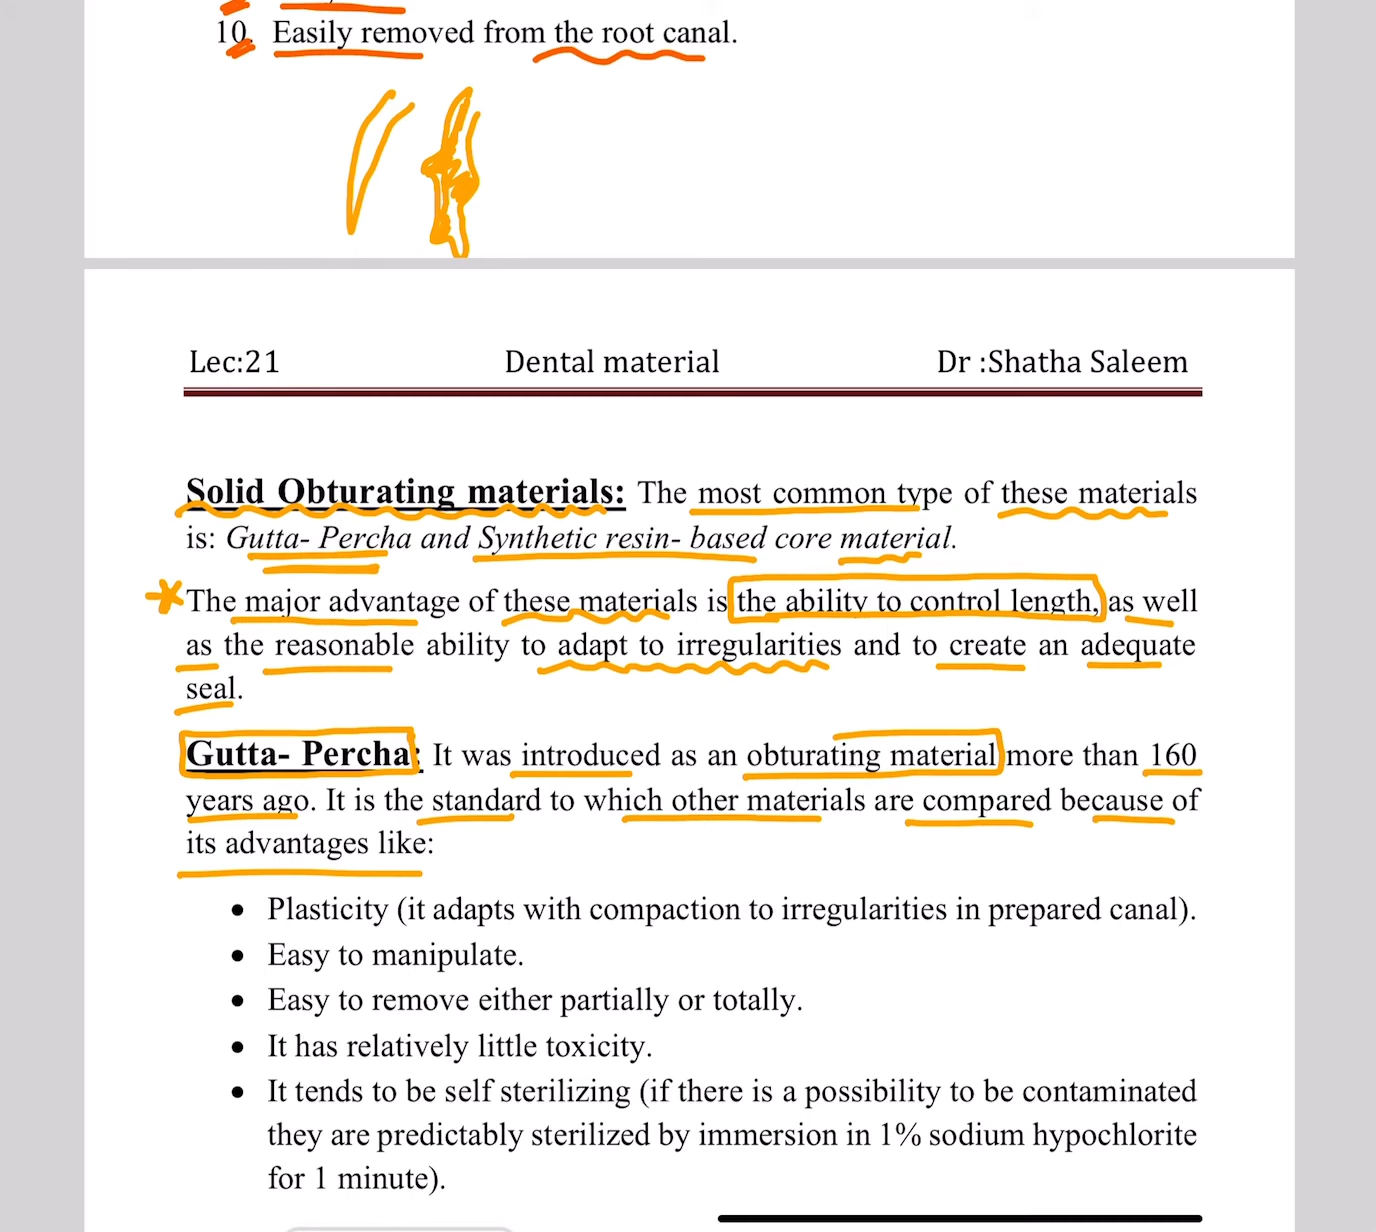 10. Easily removed from the root canal.
Lec:21 Dental material Dr :Shatha Saleem
Solid Obturating materials: The most common type of these materials
is: Gutta- Percha and Synthetic resin- based core material.
The major advantage of these materials is the ability to control length, as well
as the reasonable ability to adapt to irregularities and to create an adequate
seal.
Gutta- Percha: It was introduced as an obturating material more than 160
years ago. It is the standard to which other materials are compared because of
its advantages like:
• Plasticity (it adapts with compaction to irregularities in prepared canal).
• Easy to manipulate.
• Easy to remove either partially or totally.
• It has relatively little toxicity.
• It tends to be self sterilizing (if there is a possibility to be contaminated
they are predictably sterilized by immersion in 1% sodium hypochlorite
for 1 minute).